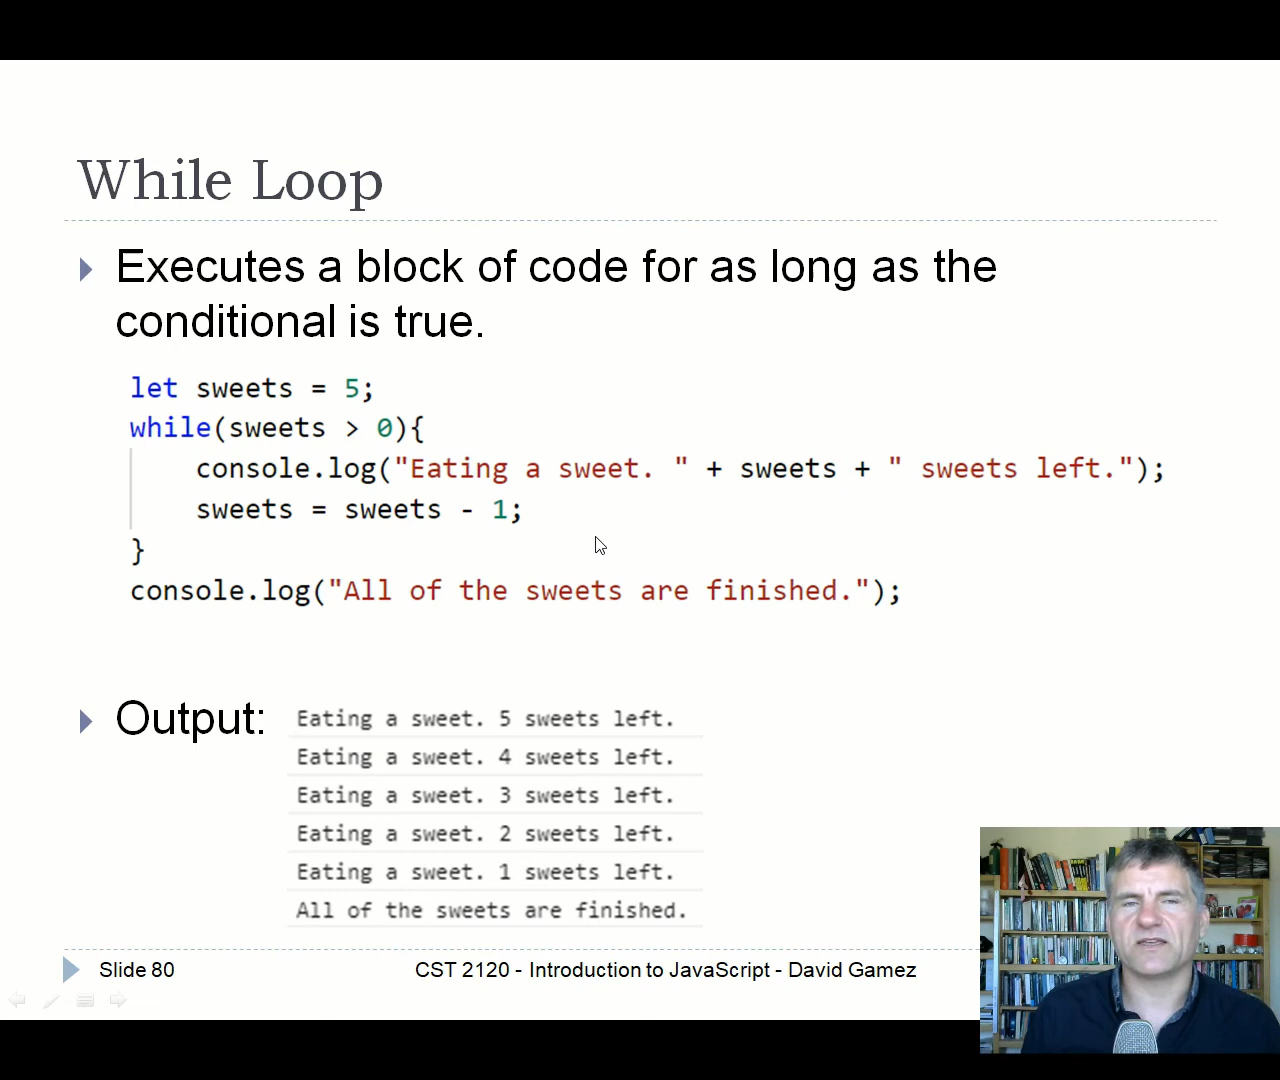 While Loop
Executes a block of code for as long as the
conditional is true.
let sweets = 5;
while(sweets > 0){
console.log("Eating a sweet. " + sweets + " sweets left.");
sweets = sweets - 1;
}
console.log("All of the sweets are finished.");
Output:
Eating a sweet. 5 sweets left.
Eating a sweet. 4 sweets left.
Eating a sweet. 3 sweets left.
Eating a sweet. 2 sweets left.
Eating a sweet. 1 sweets left.
All of the sweets are finished.
Slide 80
CST 2120 - Introduction to JavaScript - David Gamez